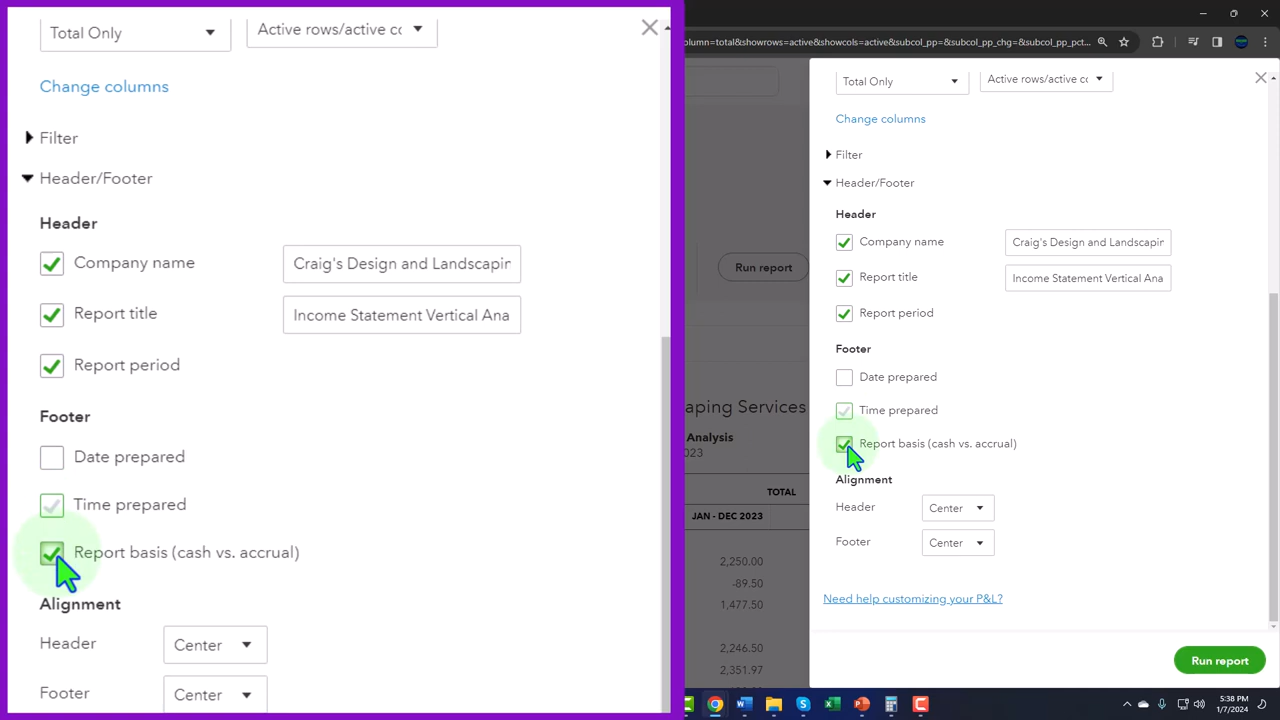 Total Only
Active rows/active cc
Change columns
Filter
Header/Footer
Header
Company name
Craig's Design and Landscapin
Report title
Income Statement Vertical Ana
Report period
Footer
Date prepared
Time prepared
Report basis (cash vs. accrual)
Alignment
Header
Center
Footer
Center
column=total&showrows=active&showcols=active&subcol_pp_chg=&subcol_pp_pct...
Run report
aping Services
Analysis
2023
TOTAL
JAN - DEC 2023
2,250.00
-89.50
1,477.50
2,246.50
2,351.97
Total Only
Active rows/active cc
Change columns
Filter
Header/Footer
Header
Company name
Craig's Design and Landscapin
Report title
Income Statement Vertical Ana
Report period
Footer
Date prepared
Time prepared
Report basis (cash vs. accrual)
Alignment
Header
Center
Footer
Center
Need help customizing your P&L?
Run report
5:38 PM
1/7/2024